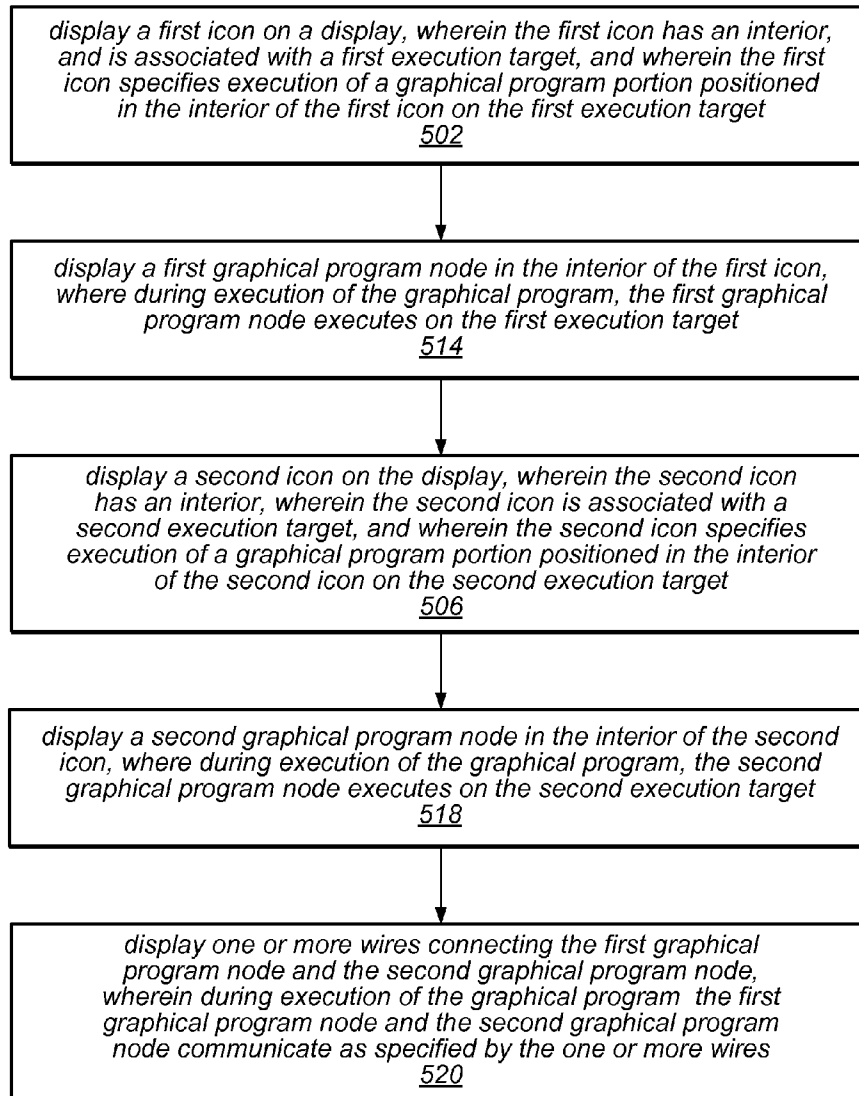 display a first icon on a display, wherein the first icon has an interior,
and is associated with a first execution target, and wherein the first
icon specifies execution of a graphical program portion positioned
in the interior of the first icon on the first execution target
502
display a first graphical program node in the interior of the first icon,
where during execution of the graphical program, the first graphical
program node executes on the first execution target
514
display a second icon on the display, wherein the second icon
has an interior, wherein the second icon is associated with a
second execution target, and wherein the second icon specifies
execution of a graphical program portion positioned in the interior
of the second icon on the second execution target
506
display a second graphical program node in the interior of the second
icon, where during execution of the graphical program, the second
graphical program node executes on the second execution target
518
display one or more wires connecting the first graphical
program node and the second graphical program node,
wherein during execution of the graphical program the first
graphical program node and the second graphical program
node communicate as specified by the one or more wires
520